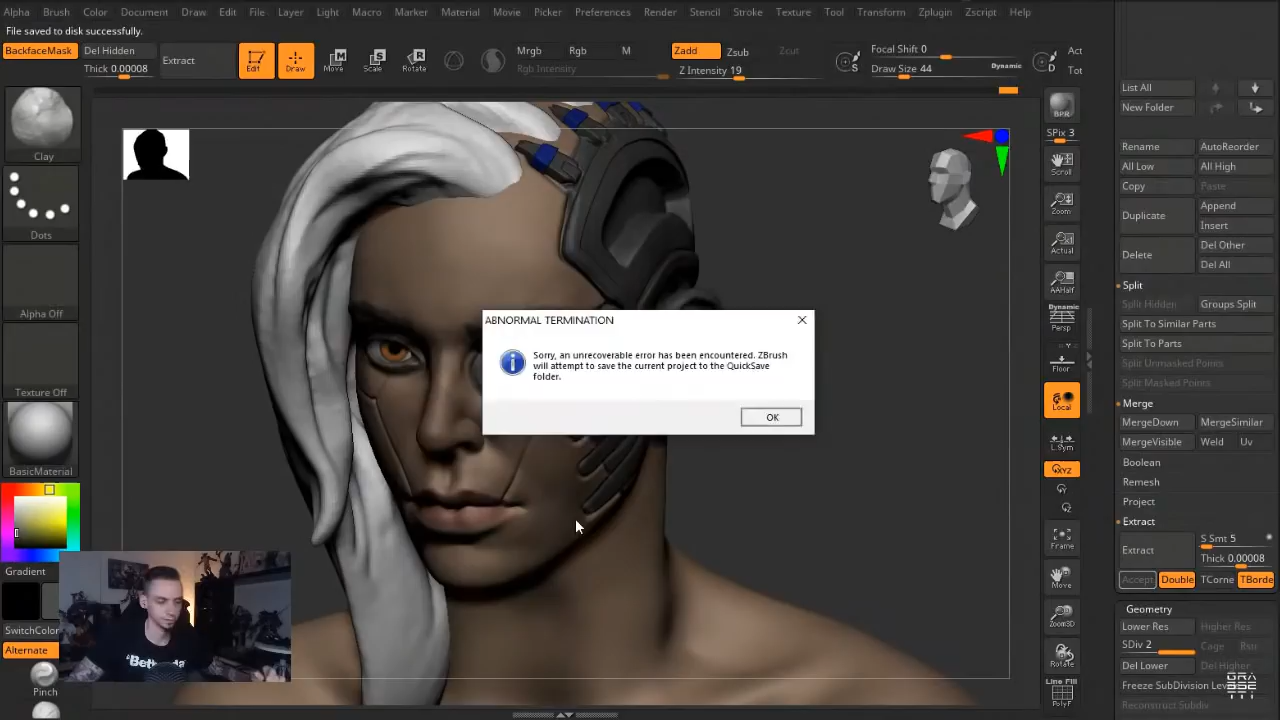 Alpha Brush Color Document Draw Edit File Layer Light Macro Marker Material Movie Picker Preferences Render Stencil Stroke Texture Tool Transform Zplugin Zscript Help
File saved to disk successfully.
BackfaceMask Del Hidden
Thick 0.00008
Extract
Edit
Draw
Move
Scale
Rotate
Mrgb Rgb M
Rgb Intensity
Zadd Zsub Zcut
Z Intensity 19
S
Focal Shift 0
Draw Size 44
Dynamic
D
Act
Tot
Clay
Dots
Alpha Off
Texture Off
BasicMaterial
Gradient
SwitchColor
Alternate
Pinch
ABNORMAL TERMINATION
Sorry, an unrecoverable error has been encountered. ZBrush
will attempt to save the current project to the QuickSave
folder.
OK
BPR
SPix 3
Scroll
Zoom
Actual
AAHalf
Dynamic
Persp
Floor
Local
L.Sym
XYZ
Y
Z
Frame
Move
Zoom3D
Rotate
Line Fill
PolyF
List All
New Folder
Rename AutoReorder
All Low All High
Copy Paste
Duplicate
Append
Insert
Delete
Del Other
Del All
Split
Split Hidden Groups Split
Split To Similar Parts
Split To Parts
Split Unmasked Points
Split Masked Points
Merge
MergeDown MergeSimilar
MergeVisible Weld Uv
Boolean
Remesh
Project
Extract
Extract
S Smt 5
Thick 0.00008
Accept Double TCorne TBorde
Geometry
Lower Res Higher Res
SDiv 2
Cage Rsu
Del Lower Del Higher
Freeze SubDivision Leve
Reconstruct Subdiv